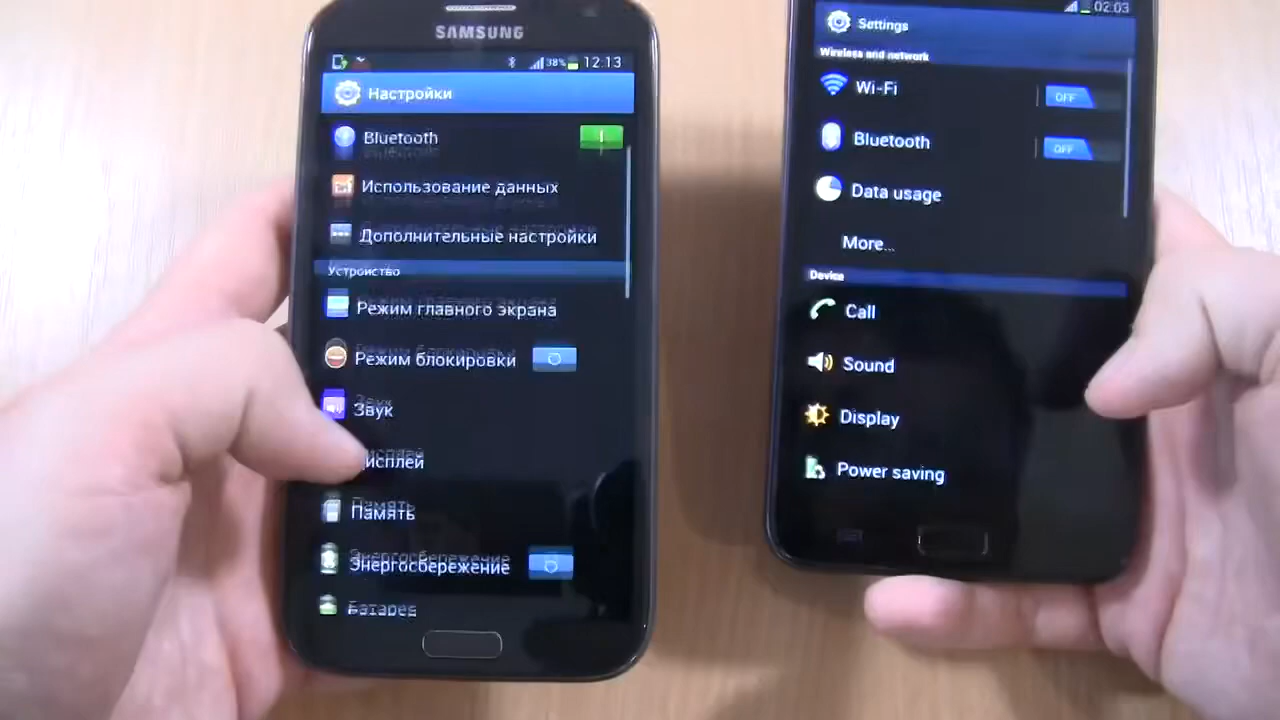 SAMSUNG
38% 12:13
Настройки
Bluetooth
Использование данных
Дополнительные настройки
Устройство
Режим главного экрана
Режим блокировки
Звук
исплей
Память
Энергосбережение
Батарея
02:03
Settings
Wireless and network
Wi-Fi
OFF
Bluetooth
OFF
Data usage
More...
Device
Call
Sound
Display
Power saving